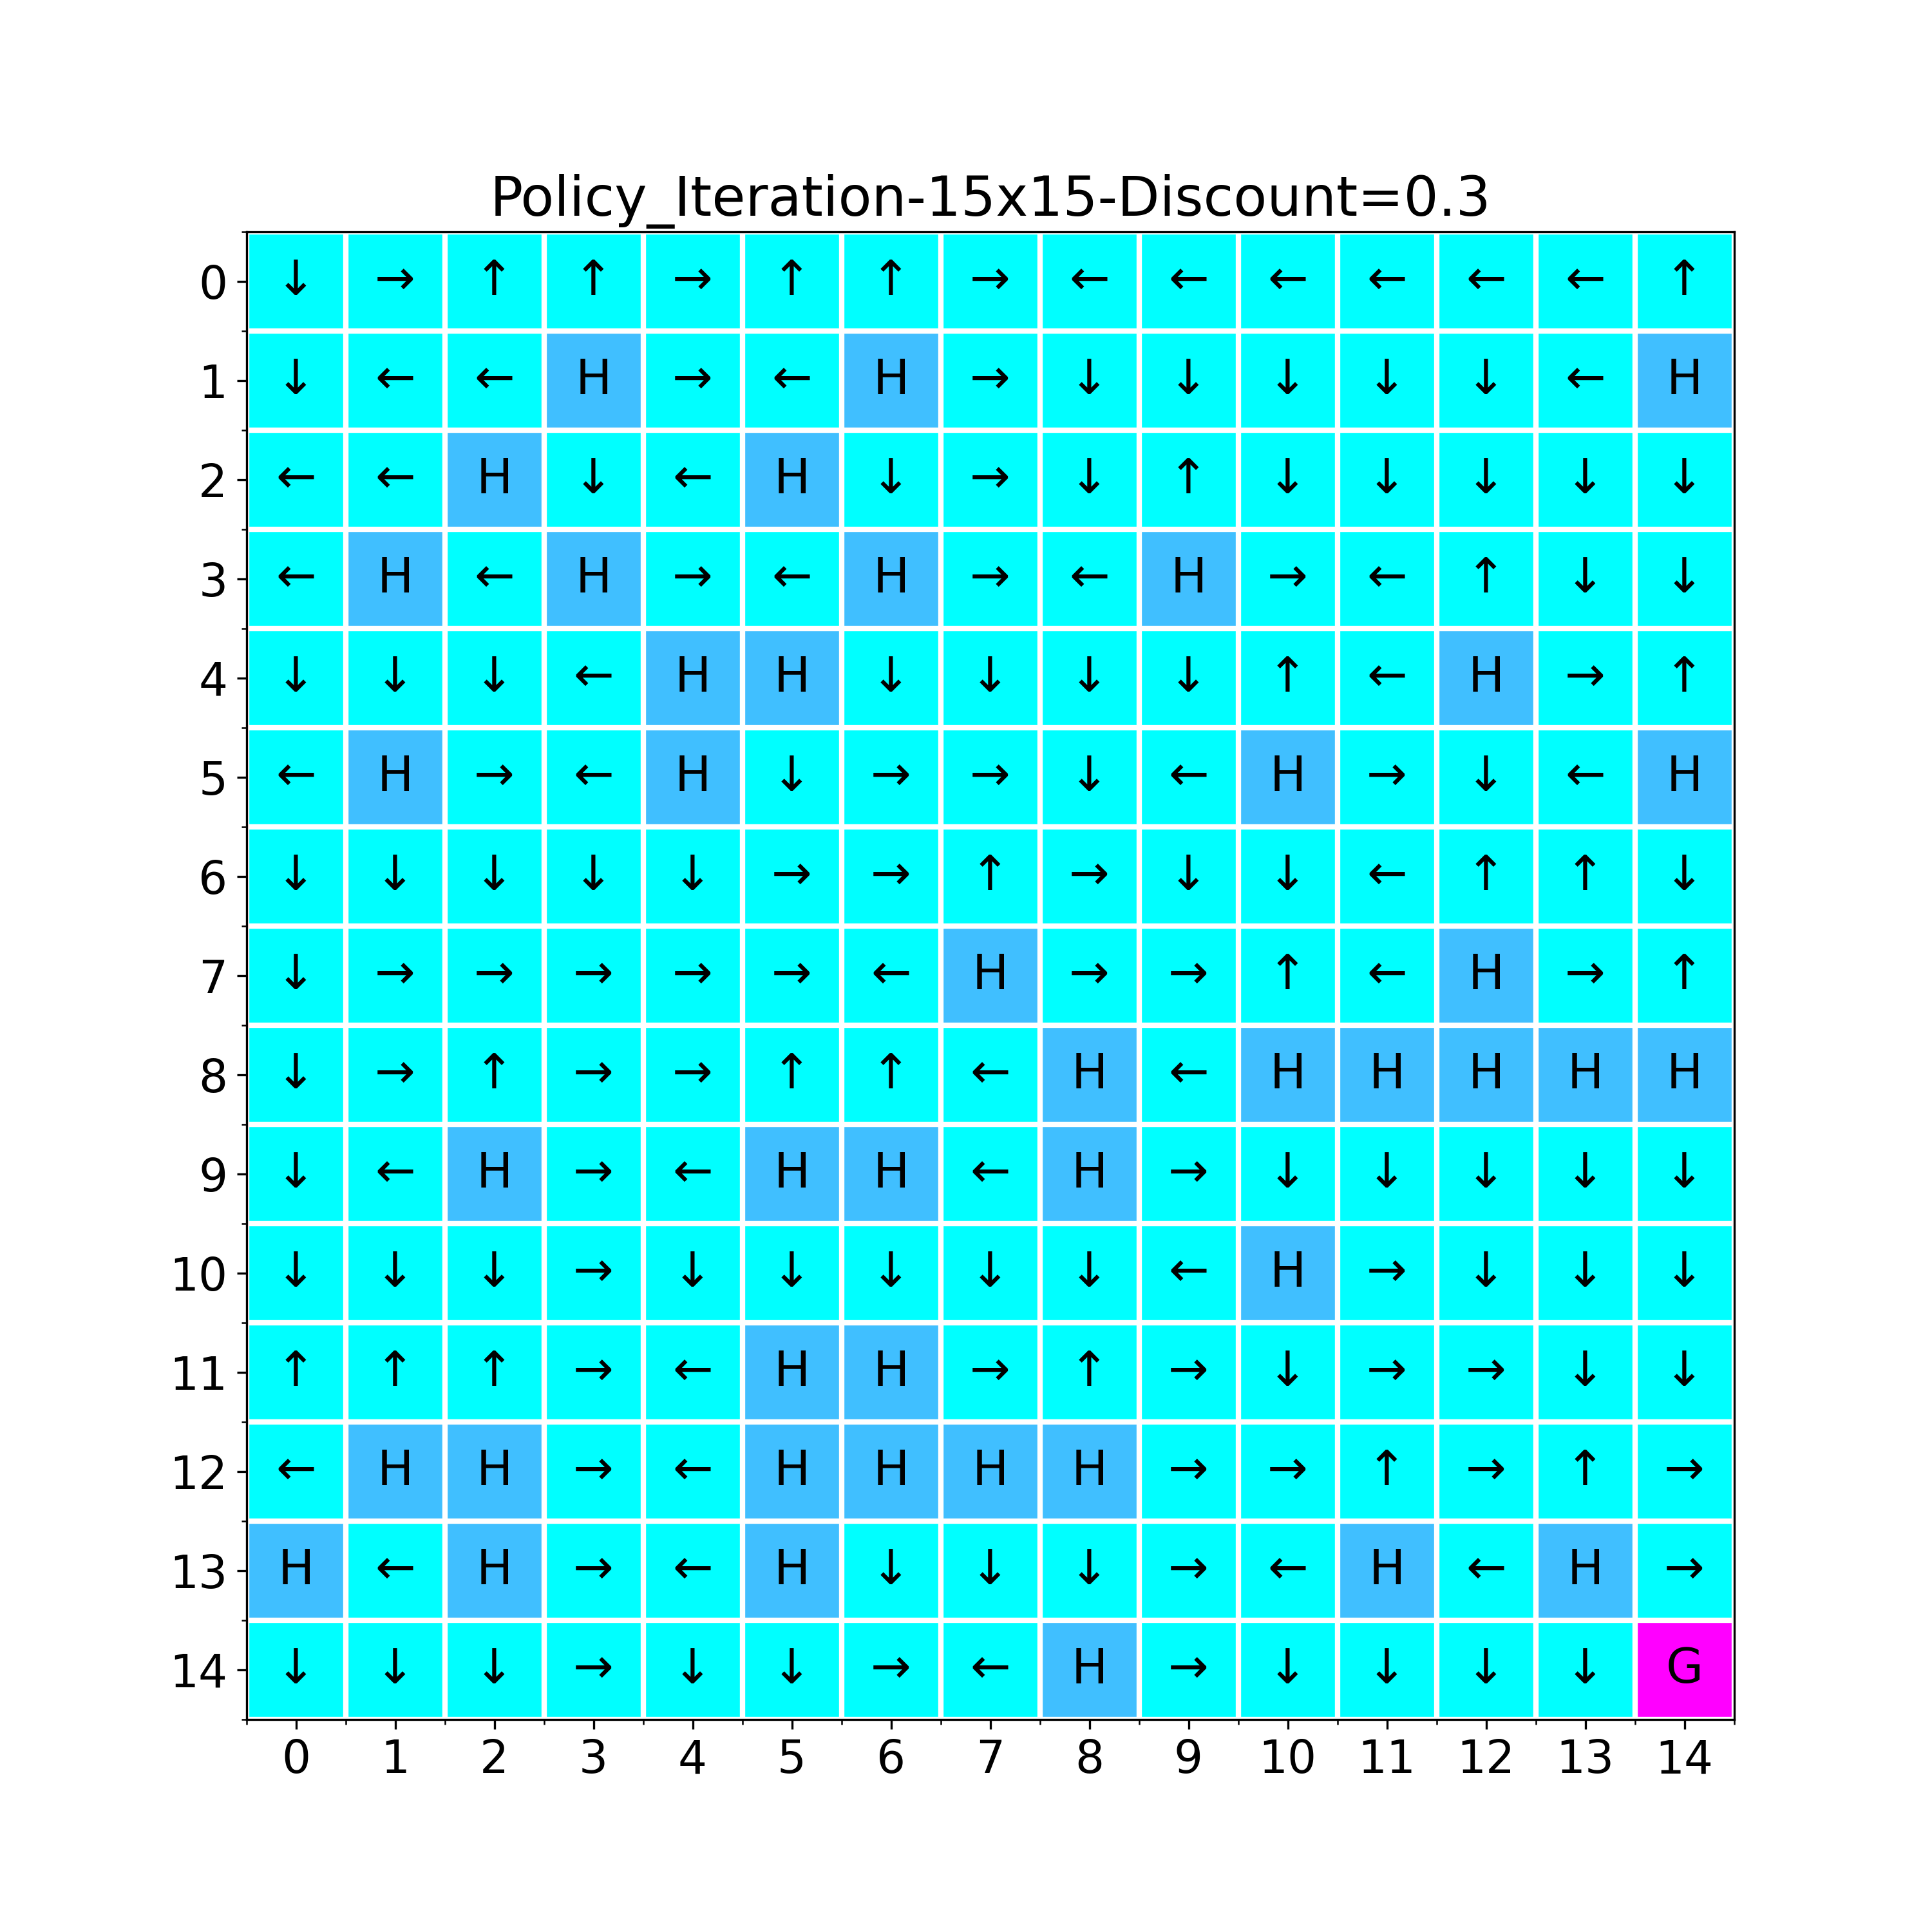 Policy_Iteration-15x15-Discount=0.3
0 ↓ → ↑ ↑ → ↑ ↑ → ← ← ← ← ← ← ↑
1 ↓ ← ← H → ← H → ↓ ↓ ↓ ↓ ↓ ← H
2 ← ← H ↓ ← H ↓ → ↓ ↑ ↓ ↓ ↓ ↓ ↓
3 ← H ← H → ← H → ← H → ← ↑ ↓ ↓
4 ↓ ↓ ↓ ← H H ↓ ↓ ↓ ↓ ↑ ← H → ↑
5 ← H → ← H ↓ → → ↓ ← H → ↓ ← H
6 ↓ ↓ ↓ ↓ ↓ → → ↑ → ↓ ↓ ← ↑ ↑ ↓
7 ↓ → → → → → ← H → → ↑ ← H → ↑
8 ↓ → ↑ → → ↑ ↑ ← H ← H H H H H
9 ↓ ← H → ← H H ← H → ↓ ↓ ↓ ↓ ↓
10 ↓ ↓ ↓ → ↓ ↓ ↓ ↓ ↓ ← H → ↓ ↓ ↓
11 ↑ ↑ ↑ → ← H H → ↑ → ↓ → → ↓ ↓
12 ← H H → ← H H H H → → ↑ → ↑ →
13 H ← H → ← H ↓ ↓ ↓ → ← H ← H →
14 ↓ ↓ ↓ → ↓ ↓ → ← H → ↓ ↓ ↓ ↓ G
0 1 2 3 4 5 6 7 8 9 10 11 12 13 14